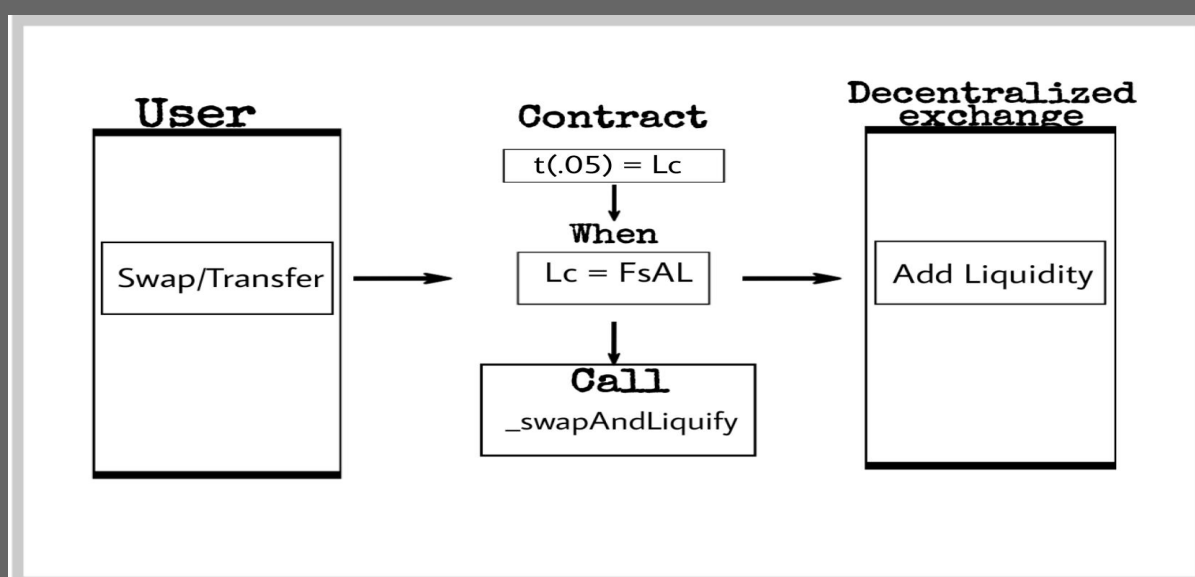 User
Swap/Transfer
Contract
t(.05) = Lc
When
Lc = FsAL
Call
_swapAndLiquify
Decentralized
exchange
Add Liquidity